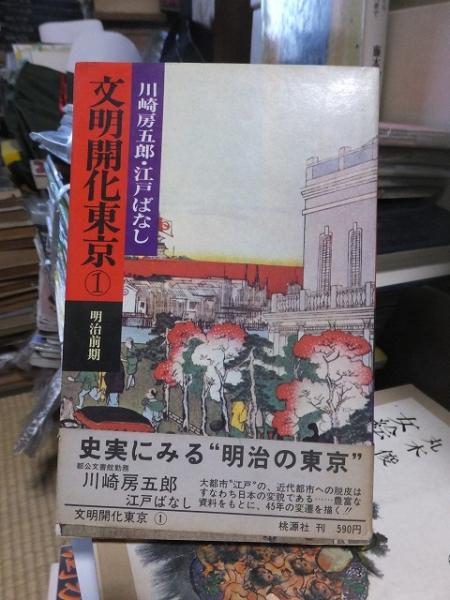 川崎房五郎・江戸ばなし
文明開化東京①
明治前期
史実にみる“明治の東京”
都公文書館勤務
川崎房五郎
江戸ばなし
文明開化東京①
大都市“江戸”の、近代都市への脱皮は
すなわち日本の変貌である……豊富な
資料をもとに、45年の変遷を描く!!
桃源社 刊 590円
丸木 俊
女絵